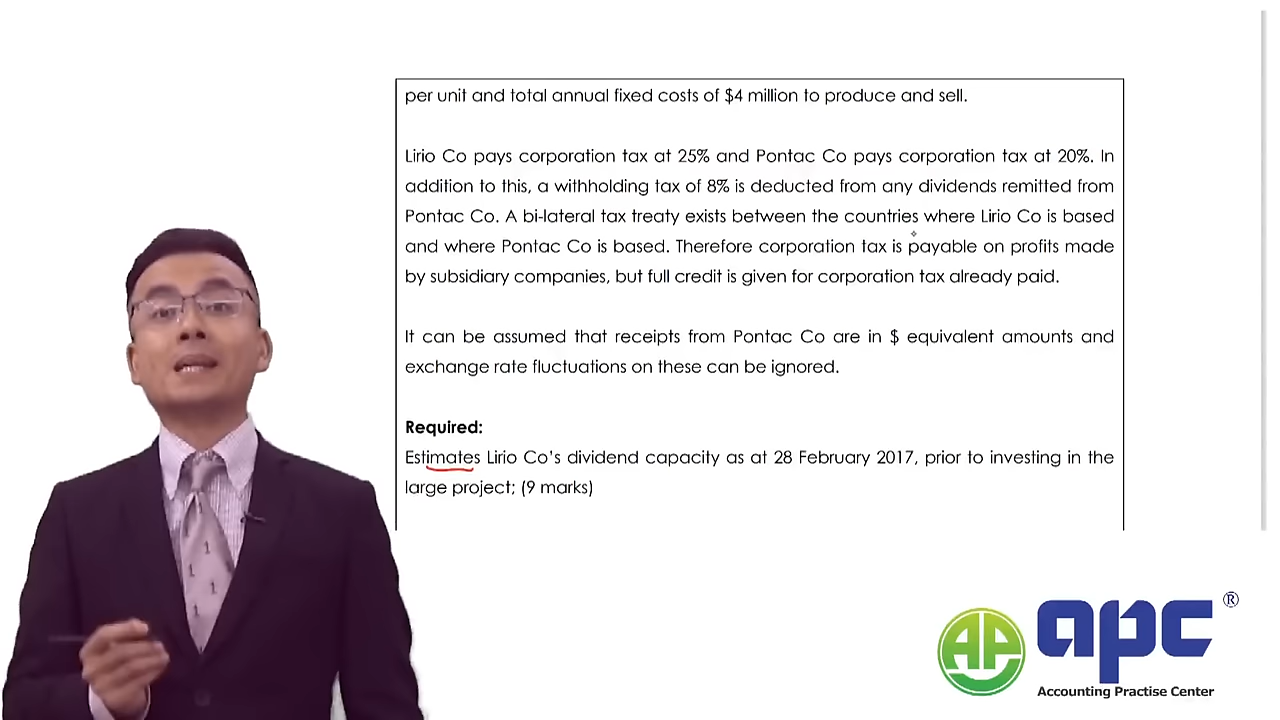 per unit and total annual fixed costs of $4 million to produce and sell.
Lirio Co pays corporation tax at 25% and Pontac Co pays corporation tax at 20%. In
addition to this, a withholding tax of 8% is deducted from any dividends remitted from
Pontac Co. A bi-lateral tax treaty exists between the countries where Lirio Co is based
and where Pontac Co is based. Therefore corporation tax is payable on profits made
by subsidiary companies, but full credit is given for corporation tax already paid.
It can be assumed that receipts from Pontac Co are in $ equivalent amounts and
exchange rate fluctuations on these can be ignored.
Required:
Estimates Lirio Co's dividend capacity as at 28 February 2017, prior to investing in the
large project; (9 marks)
AP
apc®
Accounting Practise Center